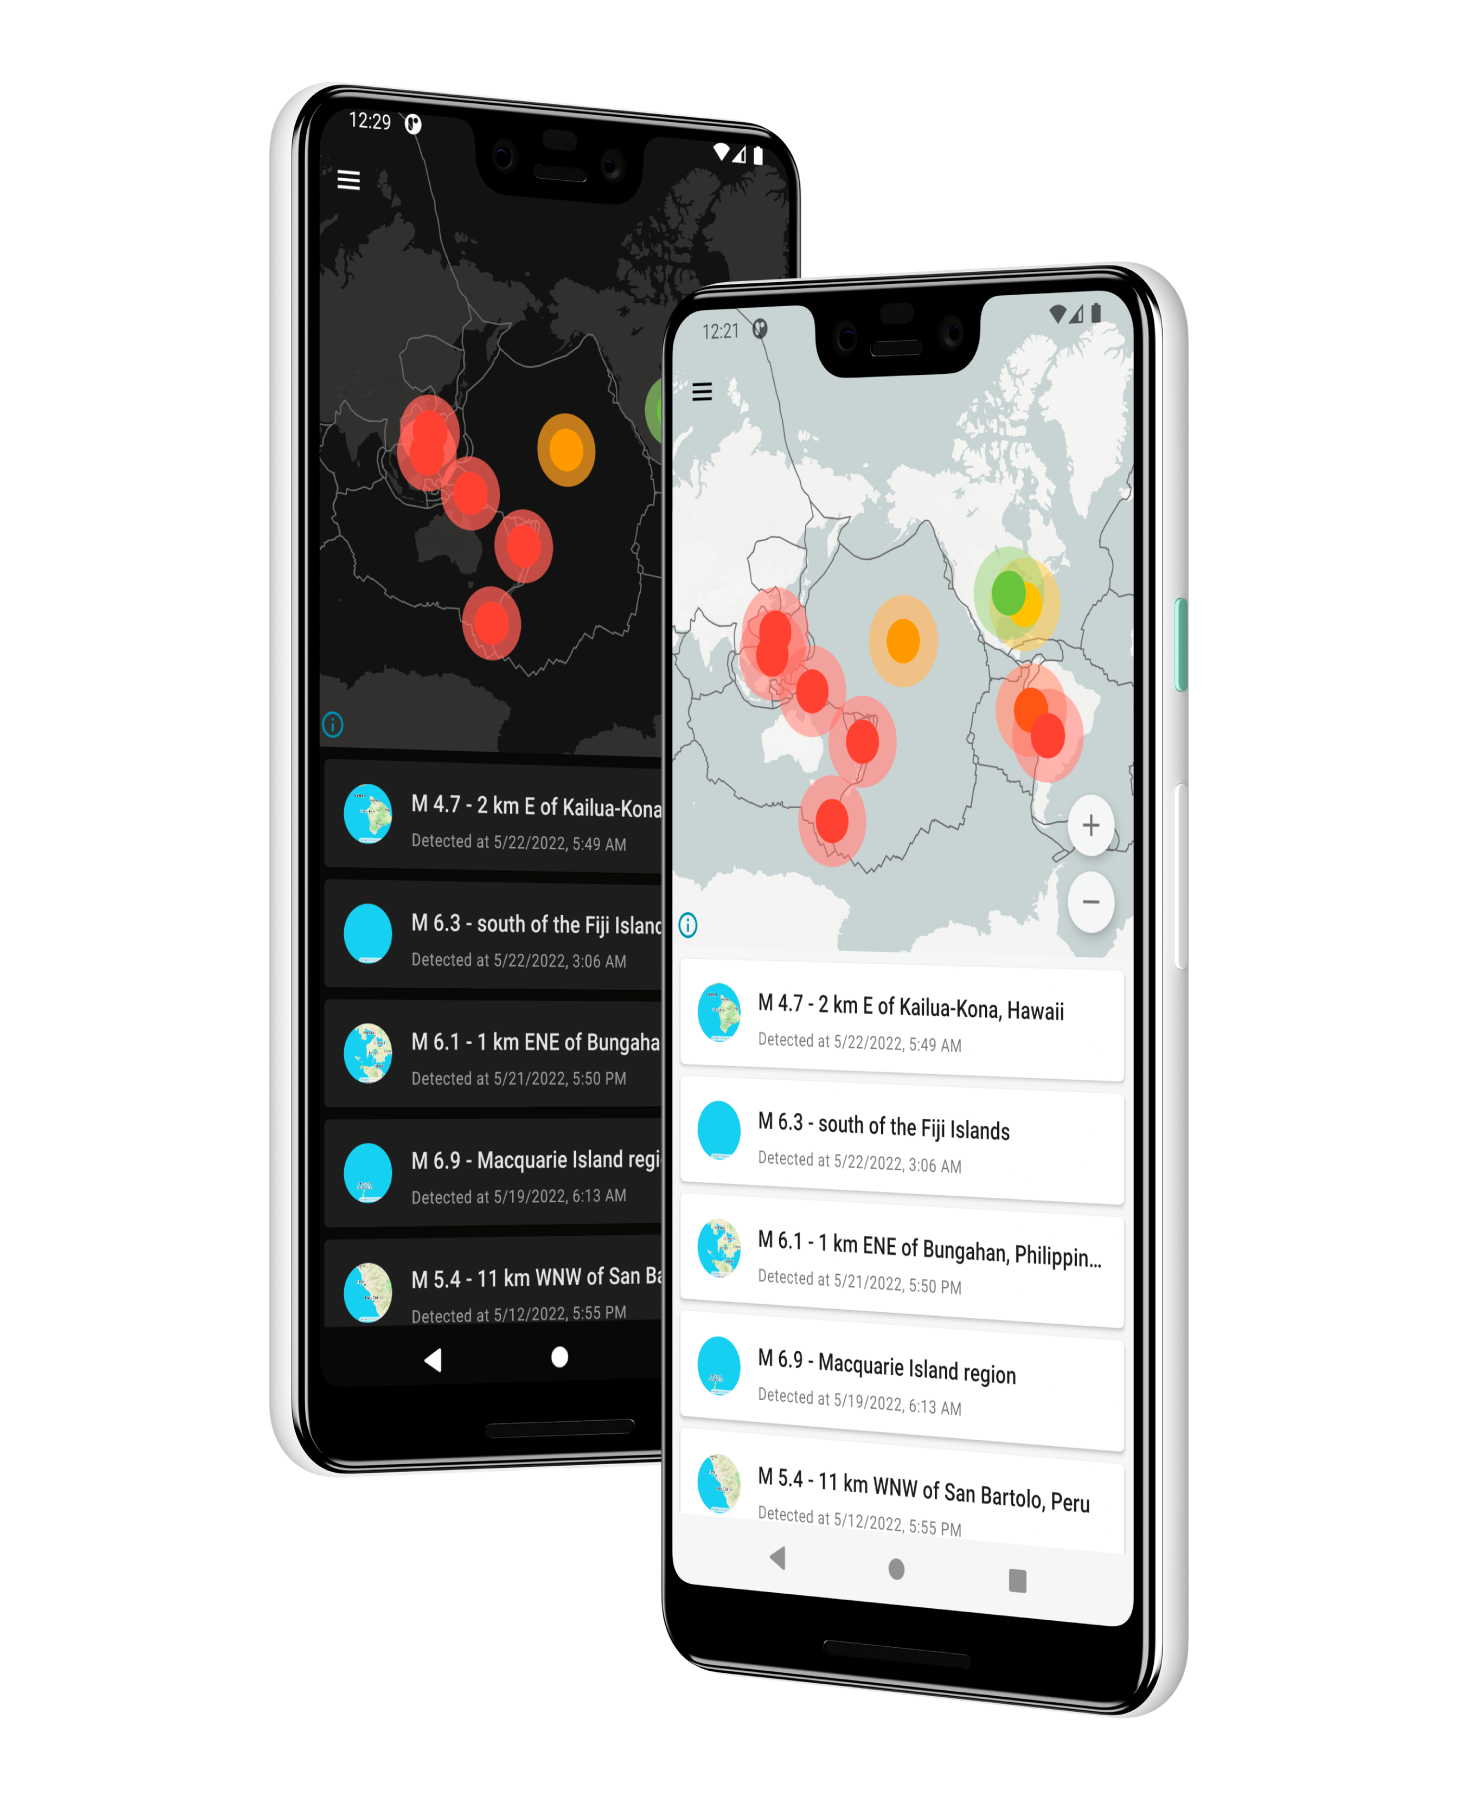 12:29
M 4.7 - 2 km E of Kailua-Kona
Detected at 5/22/2022, 5:49 AM
M 6.3 - south of the Fiji Islan
Detected at 5/22/2022, 3:06 AM
M 6.1 - 1 km ENE of Bungaha
Detected at 5/21/2022, 5:50 PM
M 6.9 - Macquarie Island regi
Detected at 5/19/2022, 6:13 AM
M 5.4 - 11 km WNW of San Ba
Detected at 5/12/2022, 5:55 PM
12:21
+
−
M 4.7 - 2 km E of Kailua-Kona, Hawaii
Detected at 5/22/2022, 5:49 AM
M 6.3 - south of the Fiji Islands
Detected at 5/22/2022, 3:06 AM
M 6.1 - 1 km ENE of Bungahan, Philippin...
Detected at 5/21/2022, 5:50 PM
M 6.9 - Macquarie Island region
Detected at 5/19/2022, 6:13 AM
M 5.4 - 11 km WNW of San Bartolo, Peru
Detected at 5/12/2022, 5:55 PM